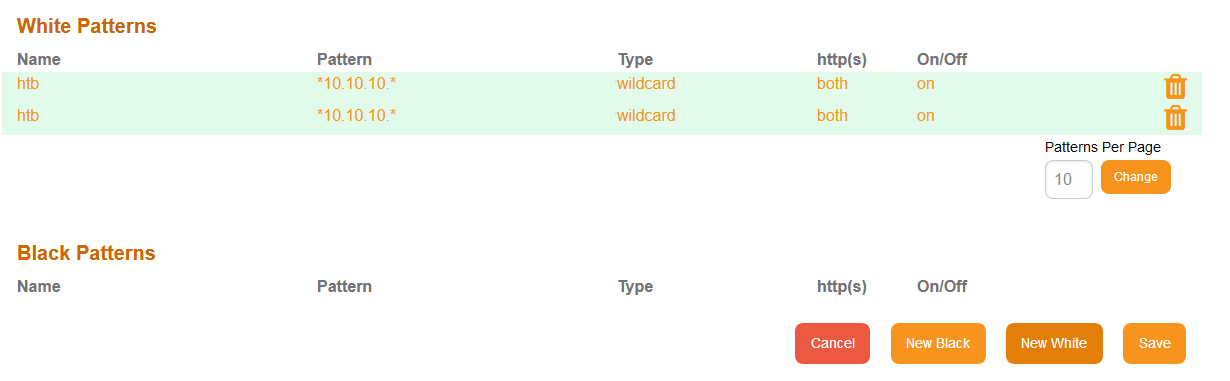 White Patterns
Name Pattern Type http(s) On/Off
htb *10.10.10.* wildcard both on
htb *10.10.10.* wildcard both on
Patterns Per Page
10 Change
Black Patterns
Name Pattern Type http(s) On/Off
Cancel New Black New White Save